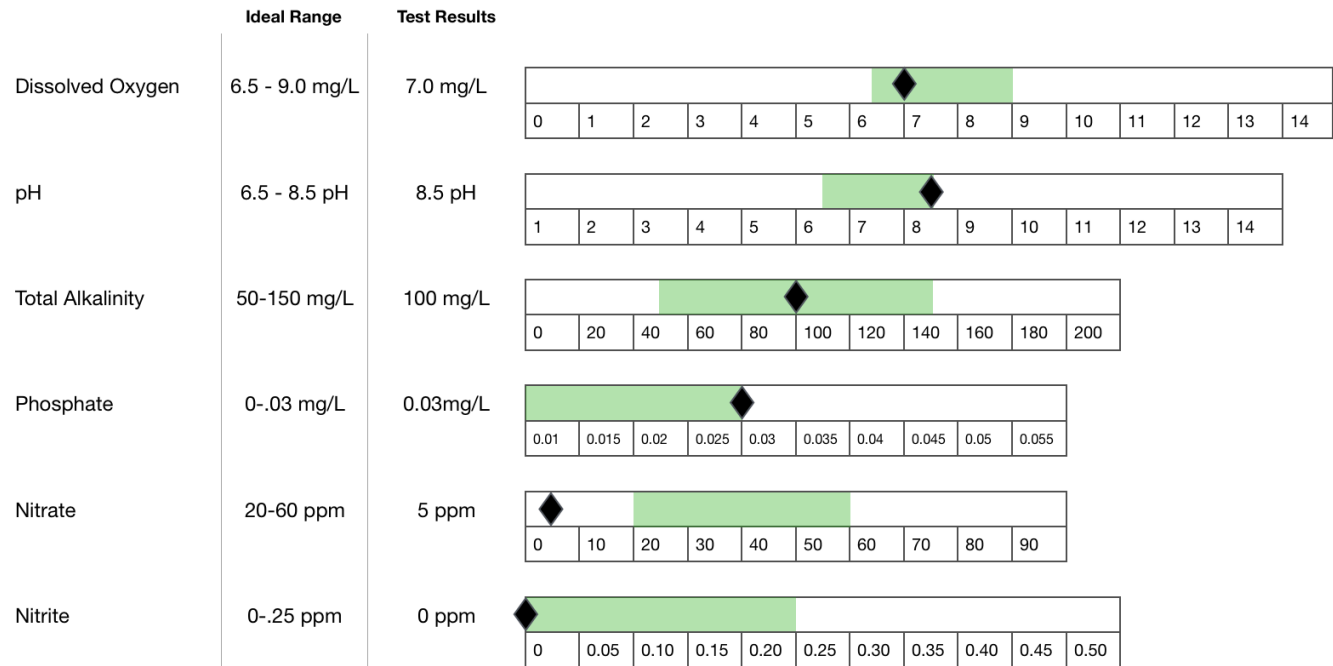 Ideal Range Test Results
Dissolved Oxygen 6.5 - 9.0 mg/L 7.0 mg/L
0 1 2 3 4 5 6 7 8 9 10 11 12 13 14
pH 6.5 - 8.5 pH 8.5 pH
1 2 3 4 5 6 7 8 9 10 11 12 13 14
Total Alkalinity 50-150 mg/L 100 mg/L
0 20 40 60 80 100 120 140 160 180 200
Phosphate 0-.03 mg/L 0.03mg/L
0.01 0.015 0.02 0.025 0.03 0.035 0.04 0.045 0.05 0.055
Nitrate 20-60 ppm 5 ppm
0 10 20 30 40 50 60 70 80 90
Nitrite 0-.25 ppm 0 ppm
0 0.05 0.10 0.15 0.20 0.25 0.30 0.35 0.40 0.45 0.50